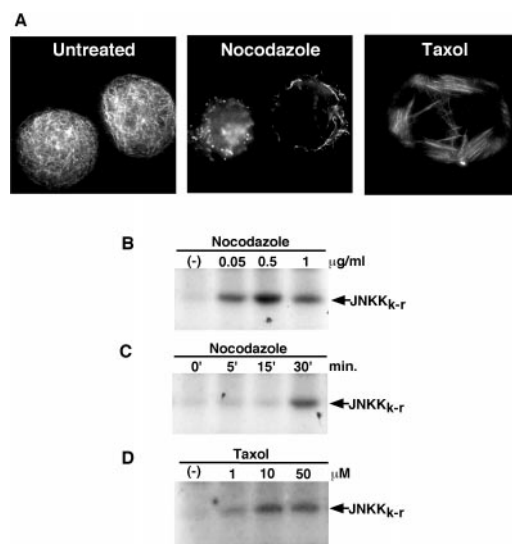 A
Untreated Nocodazole Taxol
B Nocodazole
(-) 0.05 0.5 1 μg/ml
JNKKk-r
C Nocodazole
0' 5' 15' 30' min.
JNKKk-r
D Taxol
(-) 1 10 50 μM
JNKKk-r